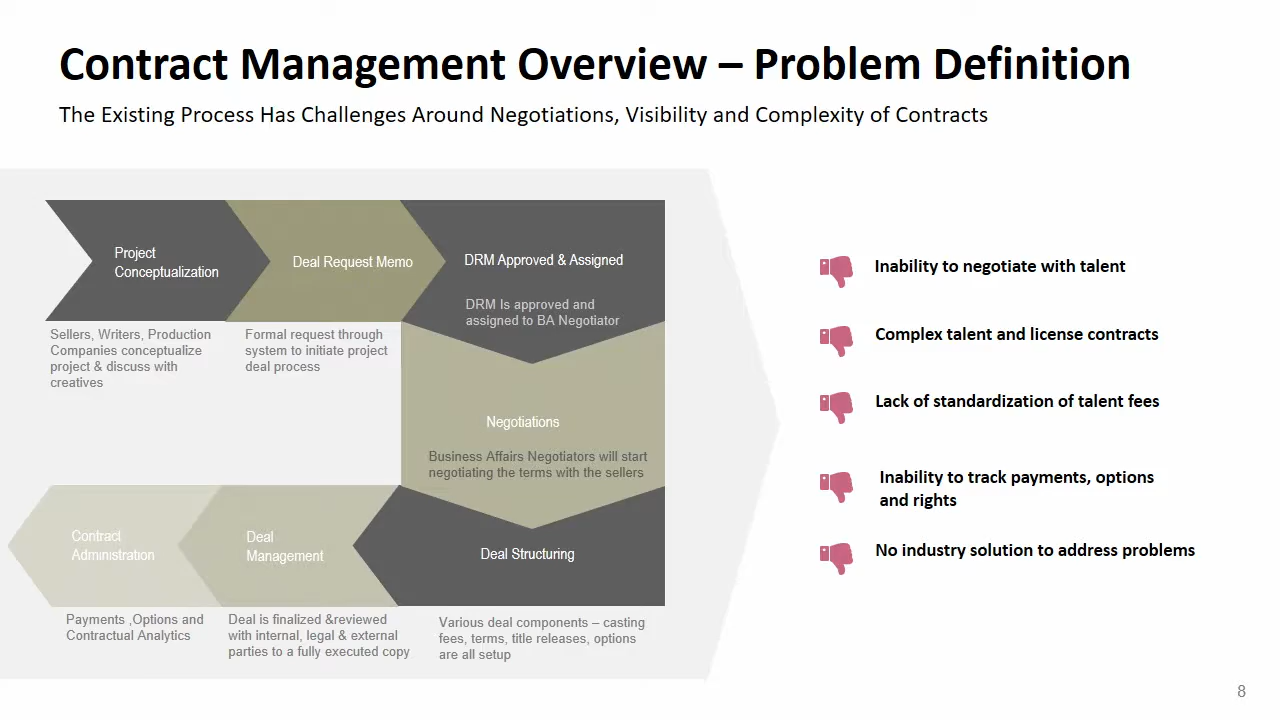 Contract Management Overview – Problem Definition
The Existing Process Has Challenges Around Negotiations, Visibility and Complexity of Contracts
Project
Conceptualization
Sellers, Writers, Production
Companies conceptualize
project & discuss with
creatives
Deal Request Memo
Formal request through
system to initiate project
deal process
DRM Approved & Assigned
DRM Is approved and
assigned to BA Negotiator
Negotiations
Business Affairs Negotiators will start
negotiating the terms with the sellers
Deal Structuring
Various deal components – casting
fees, terms, title releases, options
are all setup
Deal
Management
Deal is finalized &reviewed
with internal, legal & external
parties to a fully executed copy
Contract
Administration
Payments ,Options and
Contractual Analytics
Inability to negotiate with talent
Complex talent and license contracts
Lack of standardization of talent fees
Inability to track payments, options
and rights
No industry solution to address problems
8